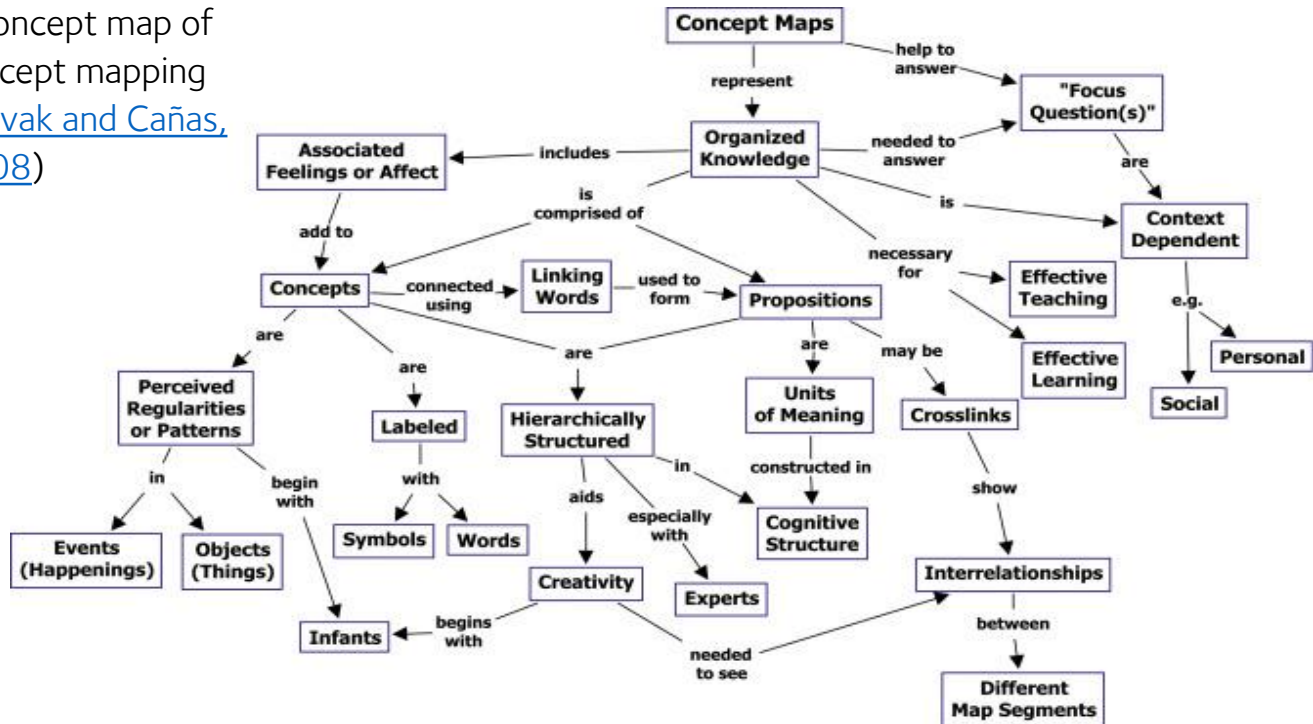 oncept map of
cept mapping
vak and Cañas,
08)
Concept Maps
help to
answer
represent
"Focus
Question(s)"
Organized
Knowledge
needed to
answer
includes
Associated
Feelings or Affect
are
is
comprised of
is
Context
Dependent
add to
necessary
for
Concepts
connected
using
Linking
Words
used to
form
Propositions
Effective
Teaching
e.g.
are
are
are
are
may be
Effective
Learning
Personal
Social
Perceived
Regularities
or Patterns
Labeled
Hierarchically
Structured
Units
of Meaning
Crosslinks
in
begin
with
with
aids
in
constructed in
show
especially
with
Events
(Happenings)
Objects
(Things)
Symbols
Words
Cognitive
Structure
Creativity
Experts
Interrelationships
Infants
begins
with
needed
to see
between
Different
Map Segments